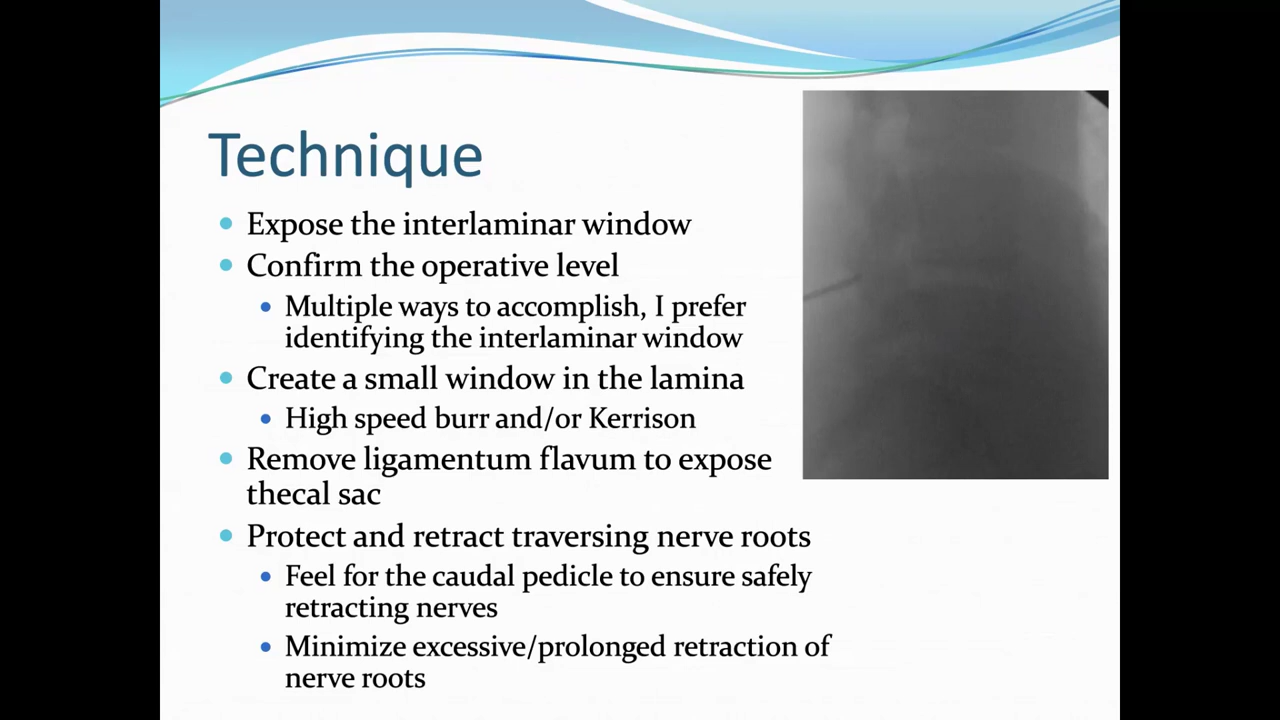 Technique
Expose the interlaminar window
Confirm the operative level
Multiple ways to accomplish, I prefer
identifying the interlaminar window
Create a small window in the lamina
High speed burr and/or Kerrison
Remove ligamentum flavum to expose
thecal sac
Protect and retract traversing nerve roots
Feel for the caudal pedicle to ensure safely
retracting nerves
Minimize excessive/prolonged retraction of
nerve roots